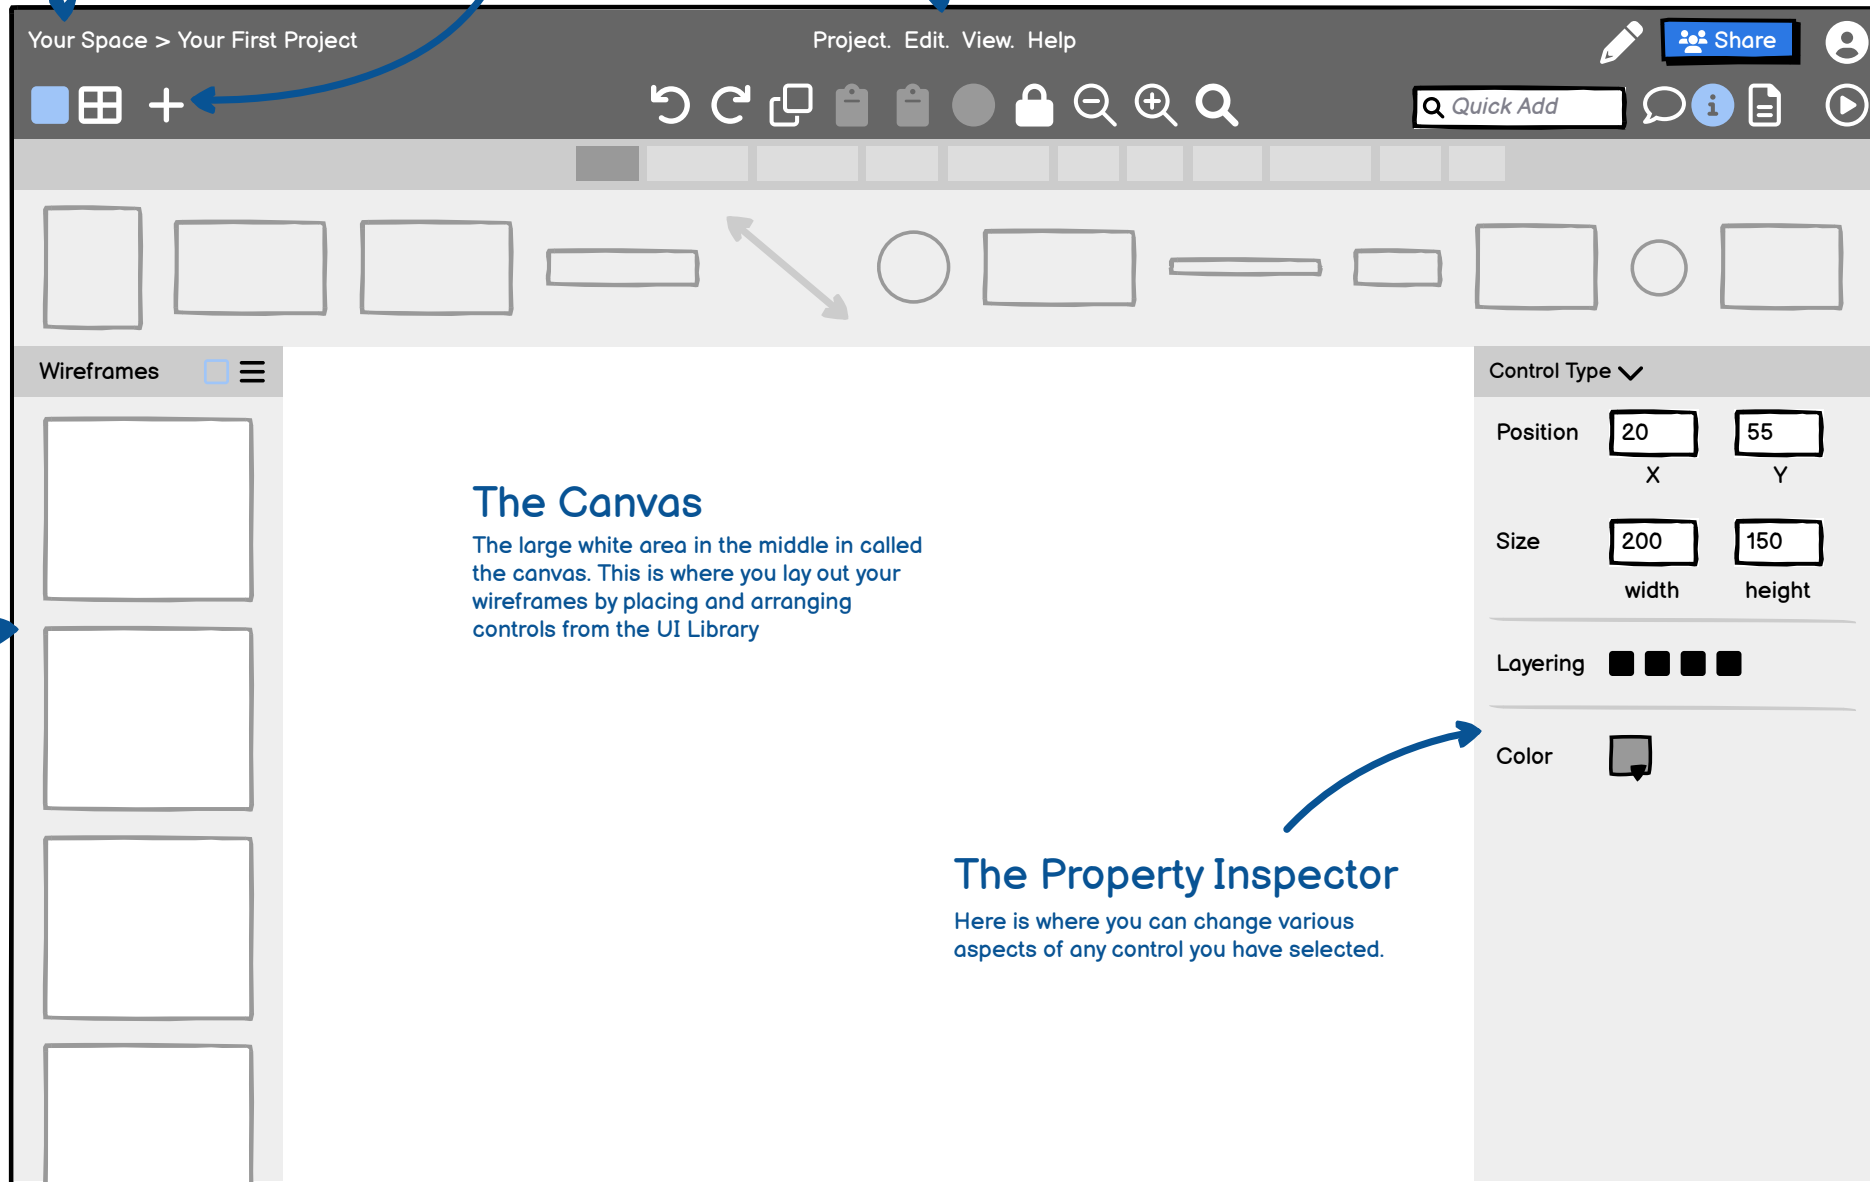 Your Space > Your First Project
Project. Edit. View. Help
Share
Quick Add
Wireframes
Control Type
Position
20
55
X
Y
Size
200
150
width
height
Layering
Color
The Canvas
The large white area in the middle in called
the canvas. This is where you lay out your
wireframes by placing and arranging
controls from the UI Library
The Property Inspector
Here is where you can change various
aspects of any control you have selected.